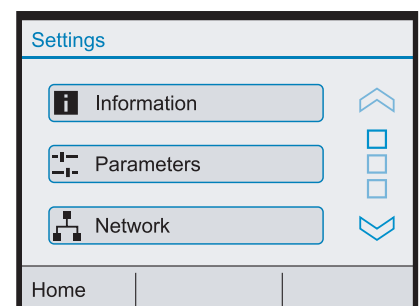 Settings
Information
Parameters
Network
Home